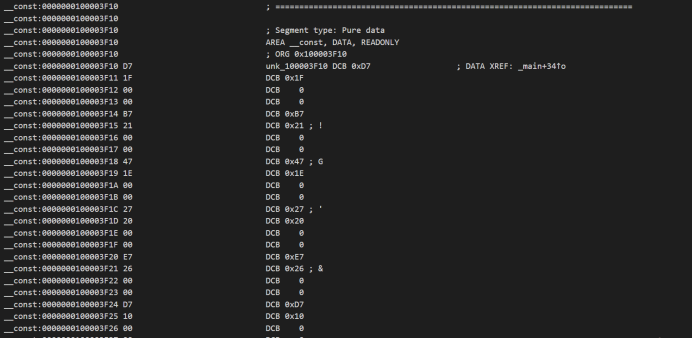 __const:0000000100003F10 ; ===========================================================================
__const:0000000100003F10
__const:0000000100003F10 ; Segment type: Pure data
__const:0000000100003F10 AREA __const, DATA, READONLY
__const:0000000100003F10 ; ORG 0x100003F10
__const:0000000100003F10 D7 unk_100003F10 DCB 0xD7 ; DATA XREF: _main+34↑o
__const:0000000100003F11 1F DCB 0x1F
__const:0000000100003F12 00 DCB 0
__const:0000000100003F13 00 DCB 0
__const:0000000100003F14 B7 DCB 0xB7
__const:0000000100003F15 21 DCB 0x21 ; !
__const:0000000100003F16 00 DCB 0
__const:0000000100003F17 00 DCB 0
__const:0000000100003F18 47 DCB 0x47 ; G
__const:0000000100003F19 1E DCB 0x1E
__const:0000000100003F1A 00 DCB 0
__const:0000000100003F1B 00 DCB 0
__const:0000000100003F1C 27 DCB 0x27 ; '
__const:0000000100003F1D 20 DCB 0x20
__const:0000000100003F1E 00 DCB 0
__const:0000000100003F1F 00 DCB 0
__const:0000000100003F20 E7 DCB 0xE7
__const:0000000100003F21 26 DCB 0x26 ; &
__const:0000000100003F22 00 DCB 0
__const:0000000100003F23 00 DCB 0
__const:0000000100003F24 D7 DCB 0xD7
__const:0000000100003F25 10 DCB 0x10
__const:0000000100003F26 00 DCB 0